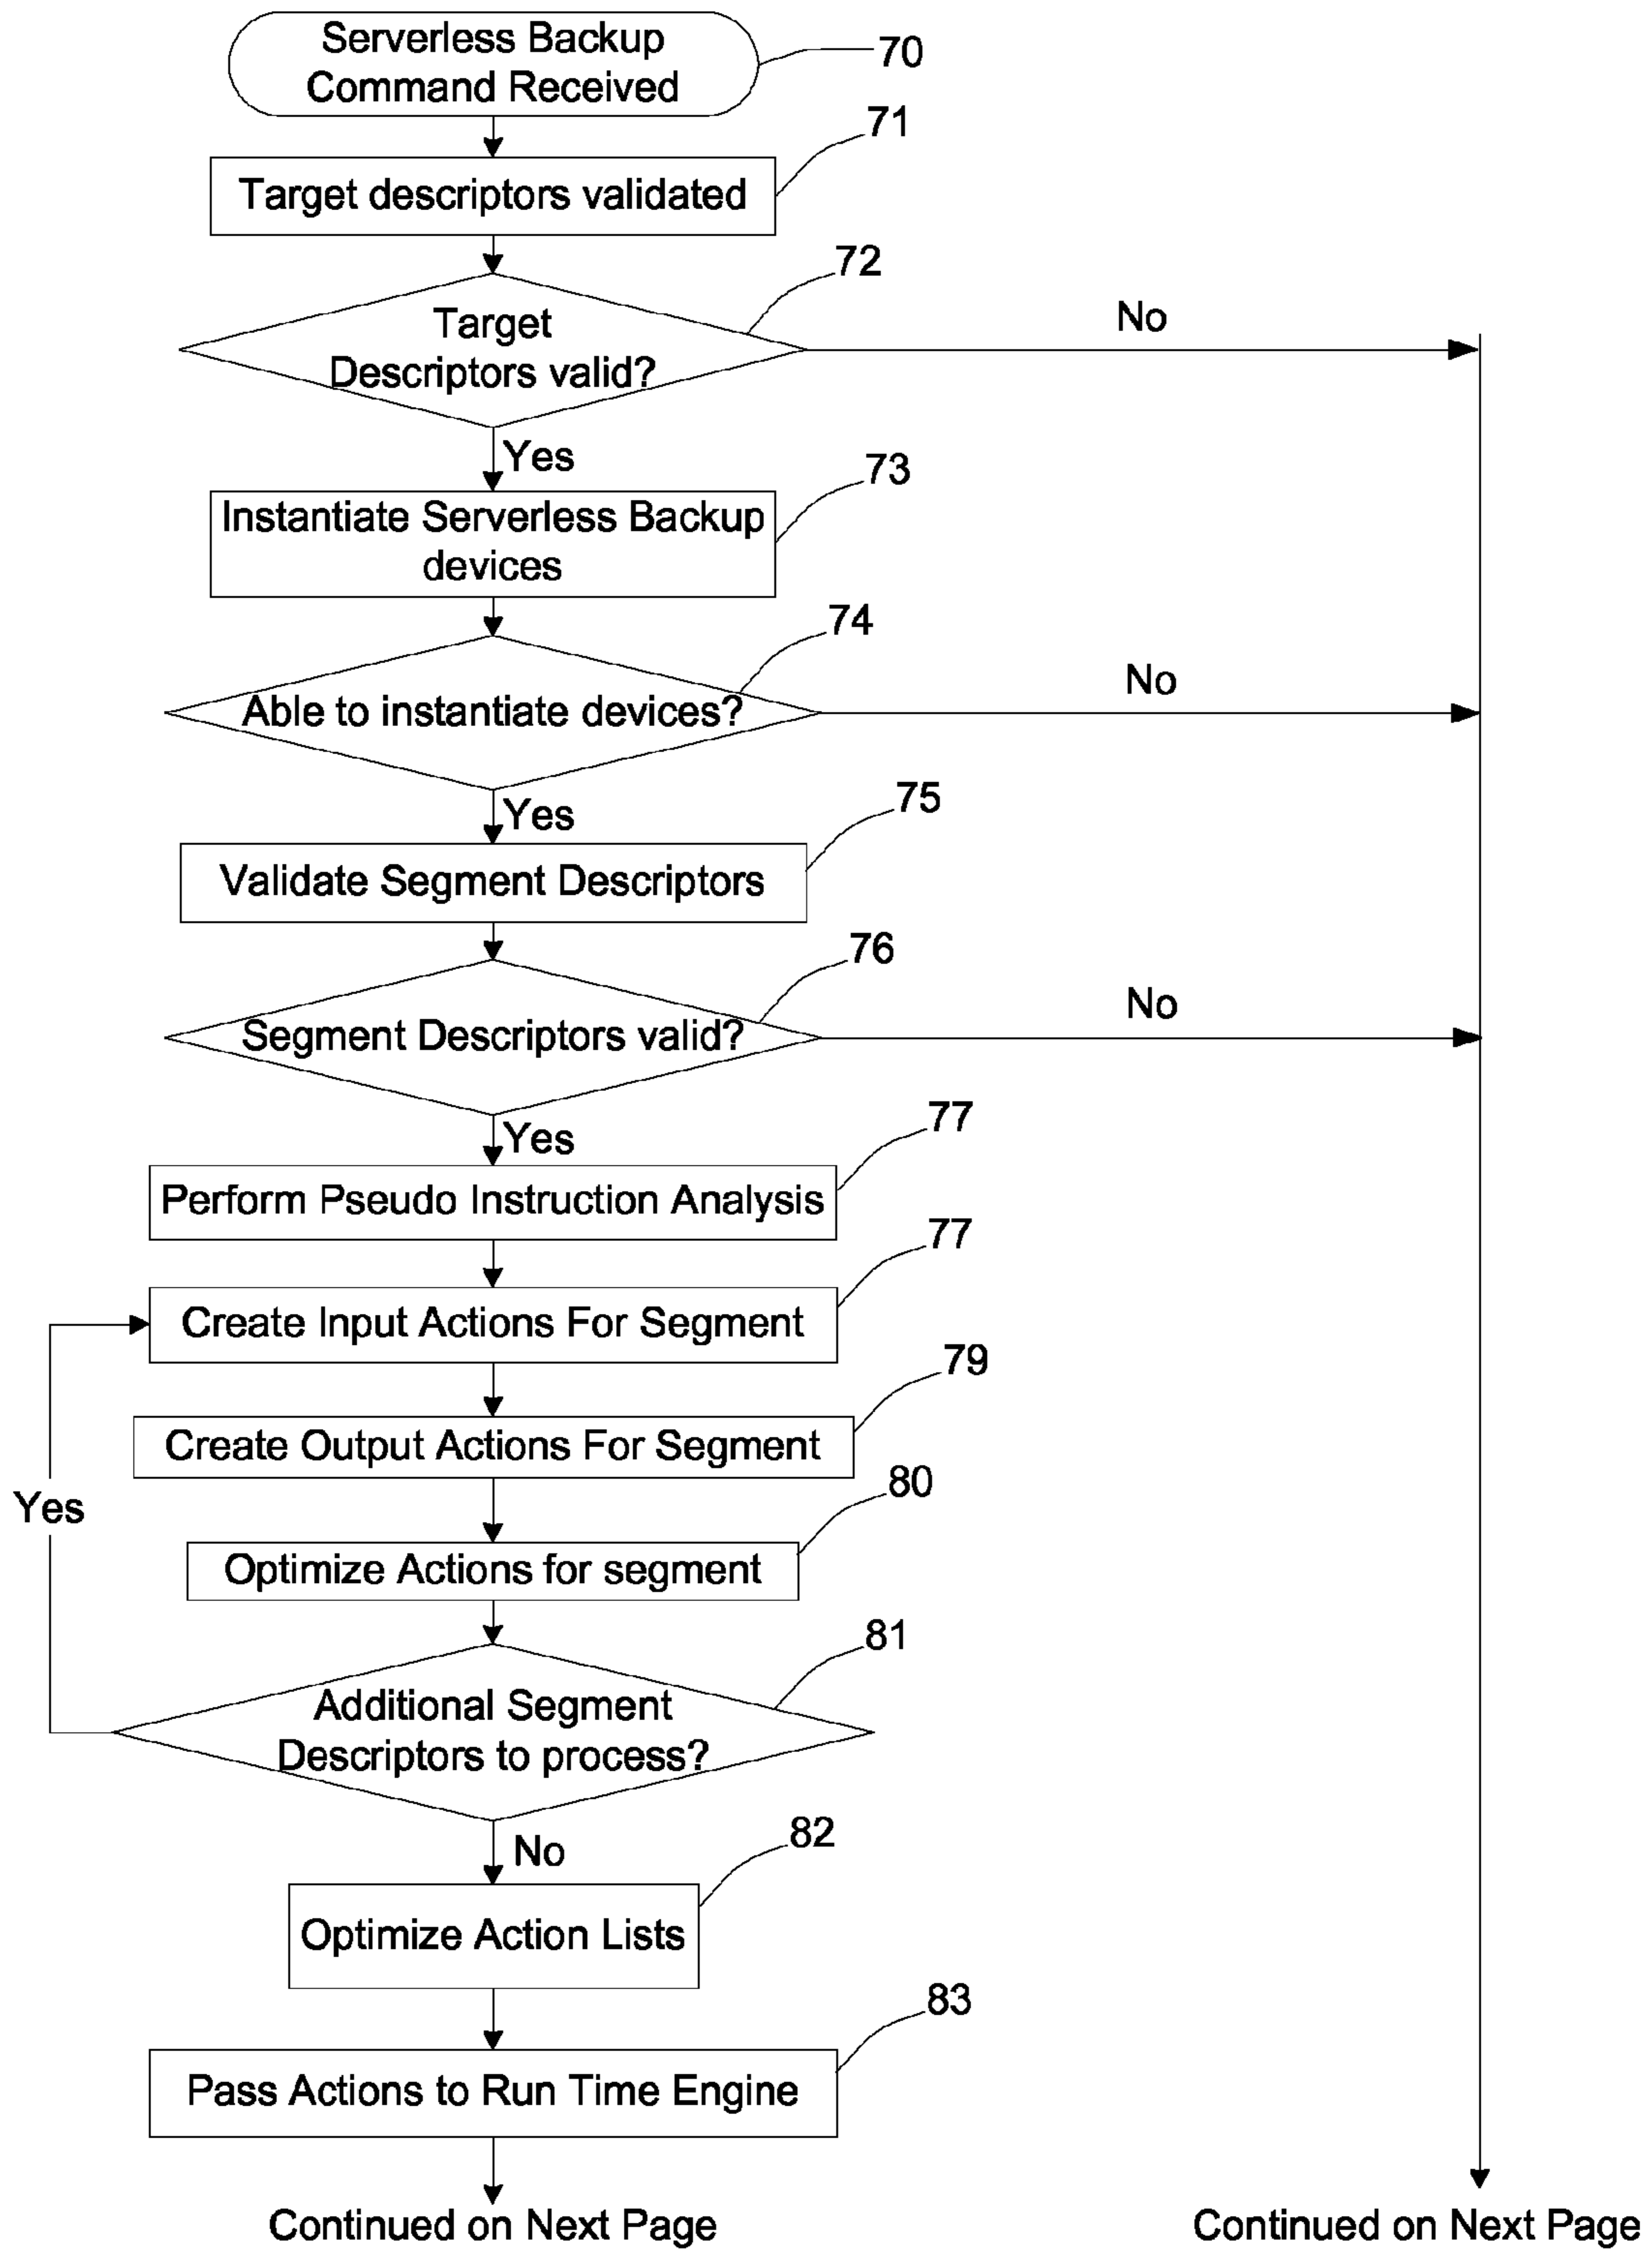 Serverless Backup
Command Received
70
71
Target descriptors validated
72
Target
Descriptors valid?
No
Yes
73
Instantiate Serverless Backup
devices
74
Able to instantiate devices?
No
Yes
75
Validate Segment Descriptors
76
Segment Descriptors valid?
No
Yes
77
Perform Pseudo Instruction Analysis
77
Create Input Actions For Segment
79
Create Output Actions For Segment
Yes
80
Optimize Actions for segment
81
Additional Segment
Descriptors to process?
No
82
Optimize Action Lists
83
Pass Actions to Run Time Engine
Continued on Next Page
Continued on Next Page